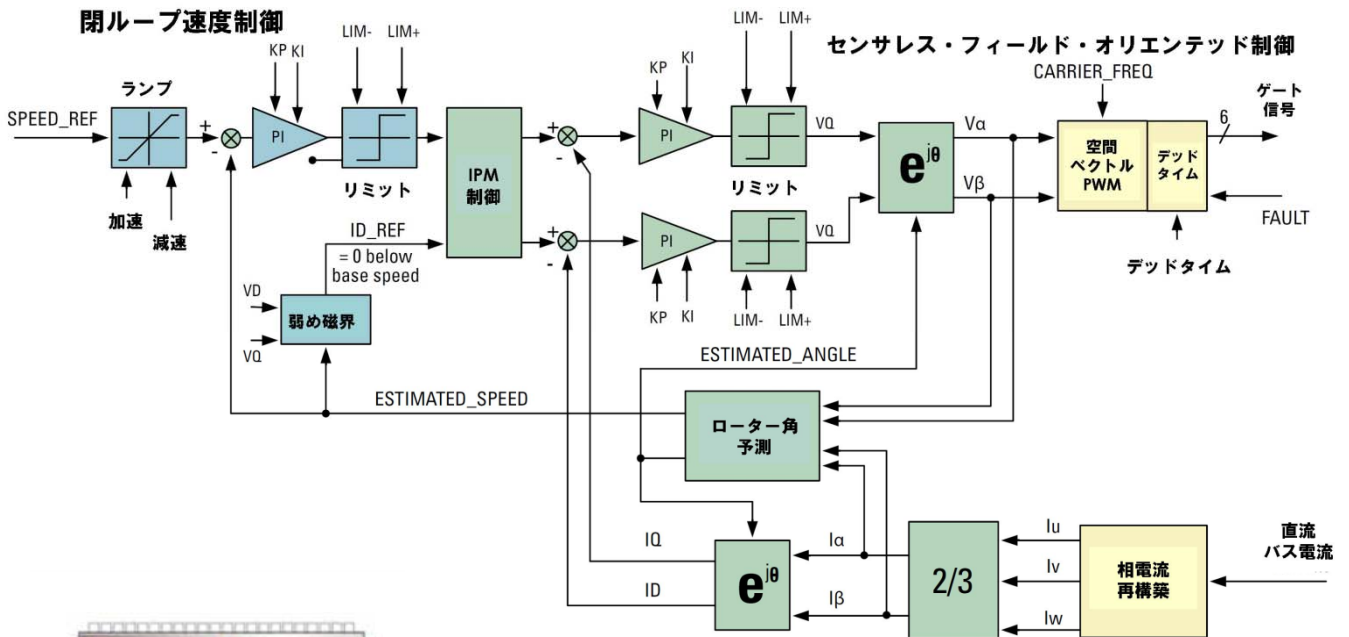 閉ループ速度制御
センサレス・フィールド・オリエンテッド制御
KP
KI
LIM-
LIM+
KP
KI
LIM-
LIM+
CARRIER_FREQ
ランプ
SPEED_REF
+
-
PI
リミット
加速
減速
IPM
制御
+
-
PI
リミット
VQ
e^jθ
Vα
Vβ
空間
ベクトル
PWM
デッド
タイム
6
ゲート
信号
FAULT
デッドタイム
ID_REF
= 0 below
base speed
+
-
PI
VQ
KP
KI
LIM-
LIM+
VD
VQ
弱め磁界
ESTIMATED_ANGLE
ESTIMATED_SPEED
ローター角
予測
IQ
ID
e^jθ
Iα
Iβ
2/3
Iu
Iv
Iw
相電流
再構築
直流
バス電流